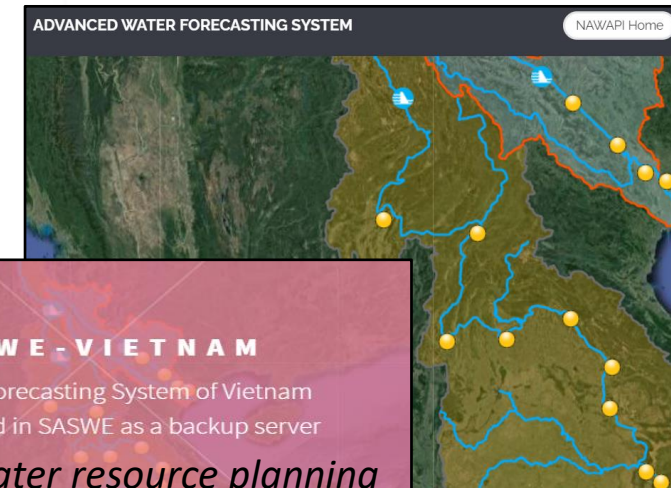 ADVANCED WATER FORECASTING SYSTEM
NAWAPI Home
WE-VIETNAM
orecasting System of Vietnam
d in SASWE as a backup server
ater resource planning